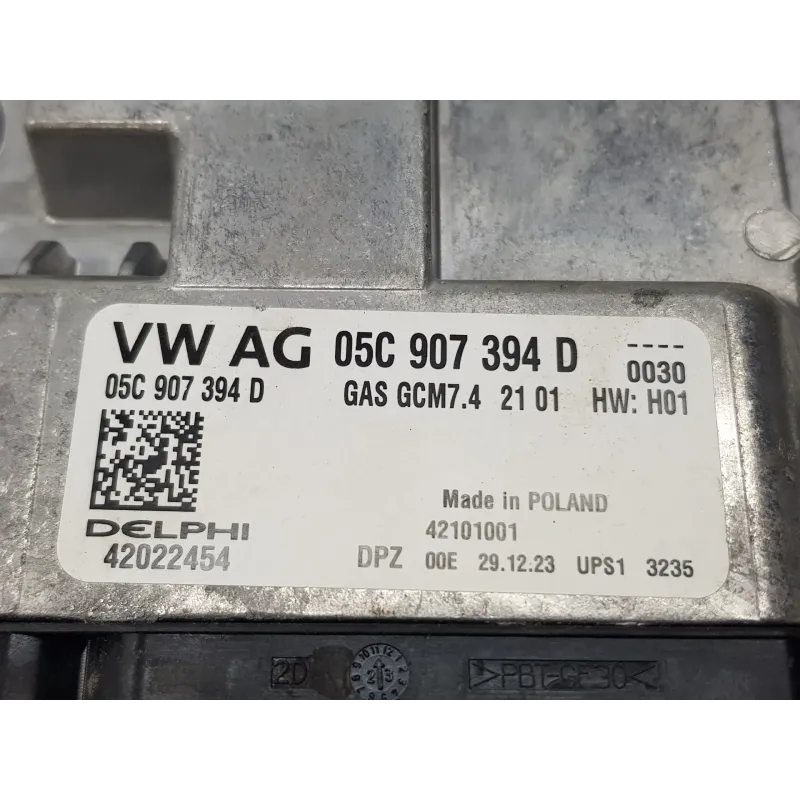 VW AG 05C 907 394 D ----
0030
05C 907 394 D GAS GCM7.4 21 01 HW: H01
Made in POLAND
DELPHI 42101001
42022454 DPZ 00E 29.12.23 UPS1 3235
2D
>PBT-GF30<